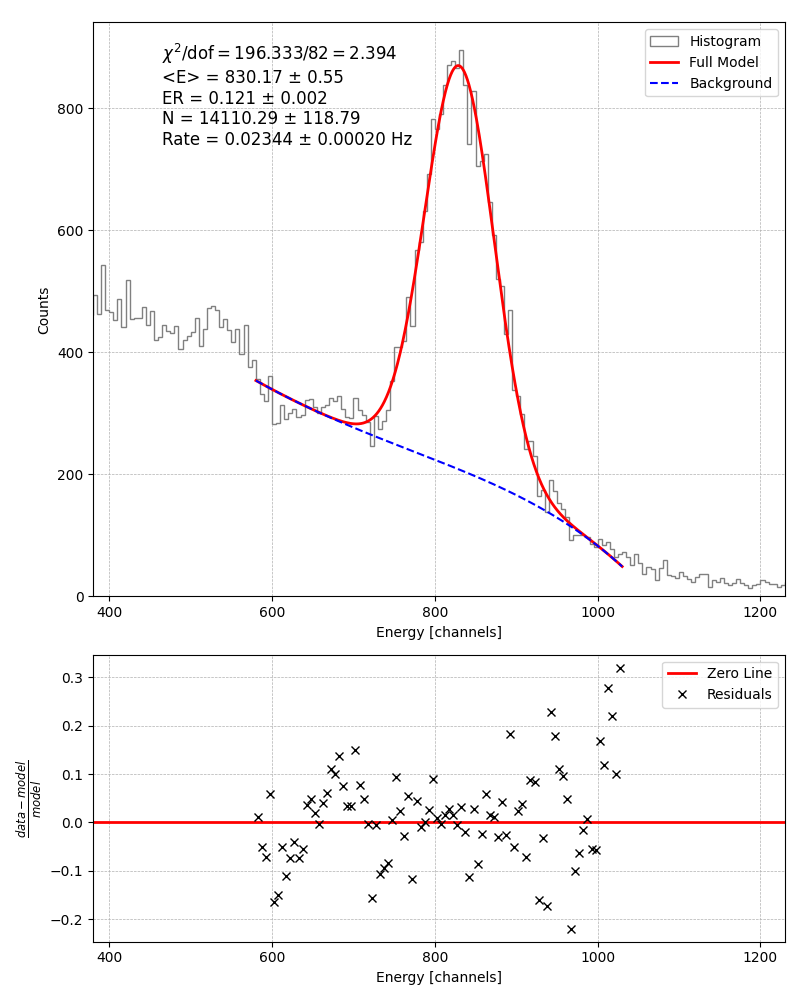 χ²/dof = 196.333/82 = 2.394
<E> = 830.17 ± 0.55
ER = 0.121 ± 0.002
N = 14110.29 ± 118.79
Rate = 0.02344 ± 0.00020 Hz
Histogram
Full Model
Background
800
600
400
200
0
Counts
400 600 800 1000 1200
Energy [channels]
Zero Line
Residuals
0.3
0.2
0.1
0.0
−0.1
−0.2
data − model
model
400 600 800 1000 1200
Energy [channels]